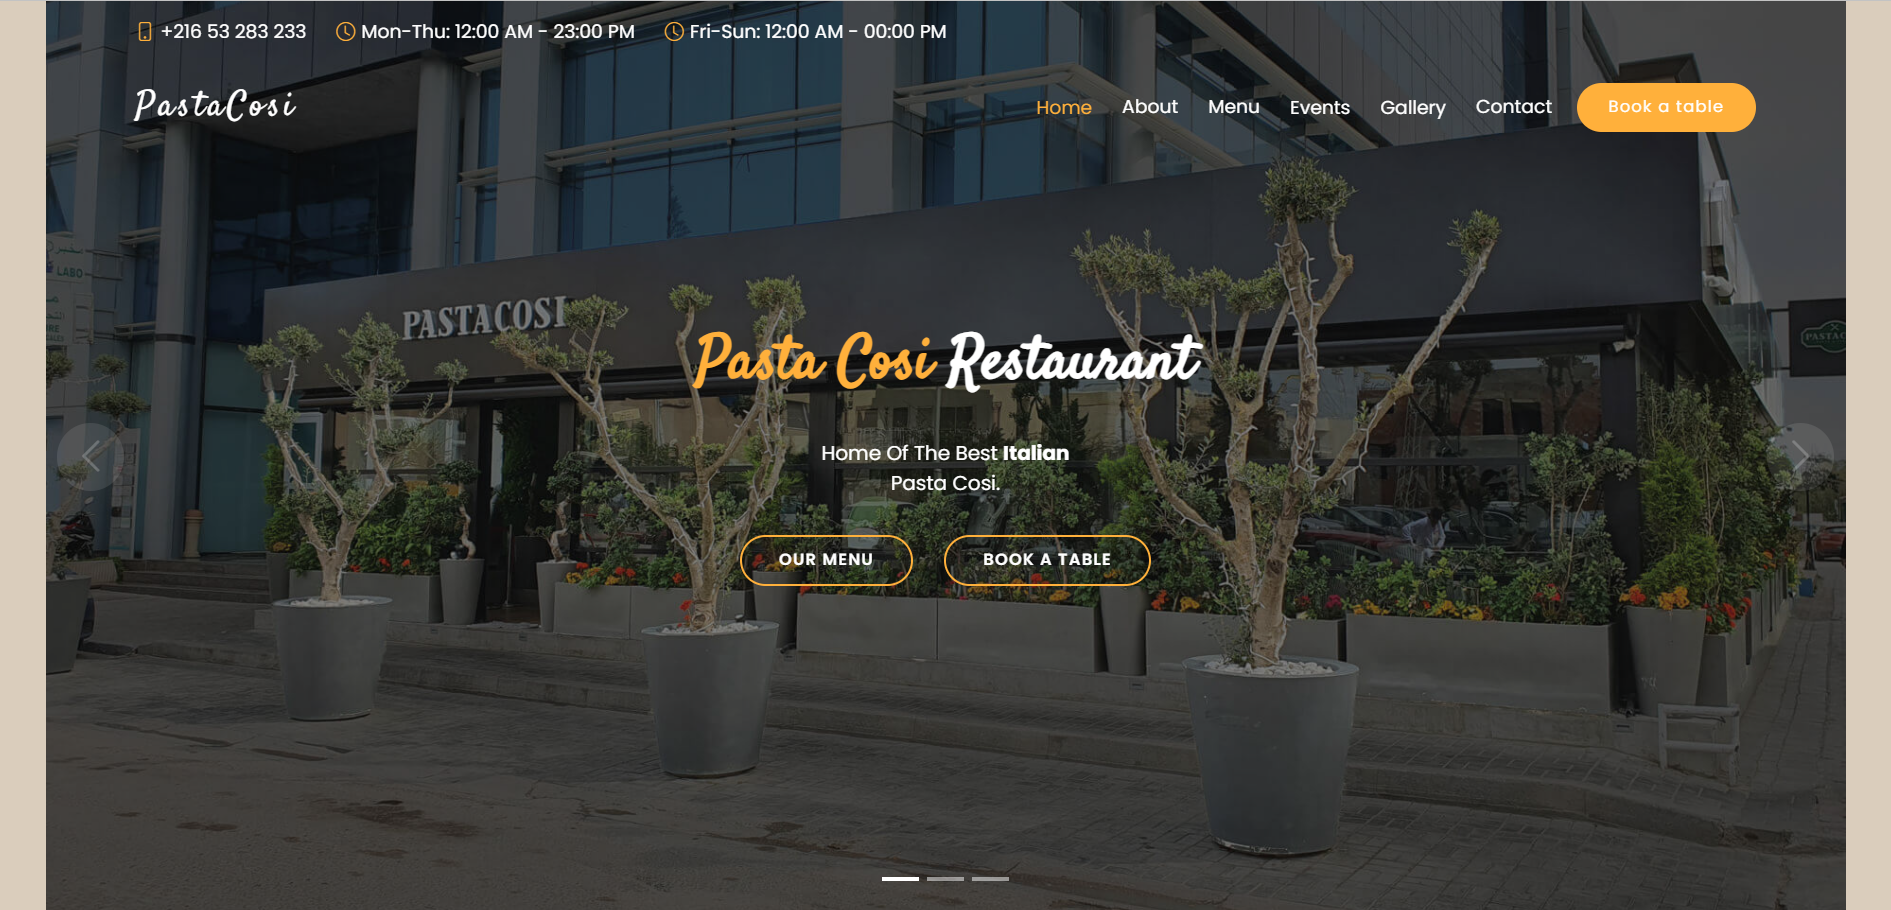 +216 53 283 233 Mon-Thu: 12:00 AM - 23:00 PM Fri-Sun: 12:00 AM - 00:00 PM
PastaCosi Home About Menu Events Gallery Contact Book a table
LABO
PASTACOSI
Pasta Cosi Restaurant
Home Of The Best Italian
Pasta Cosi.
OUR MENU BOOK A TABLE